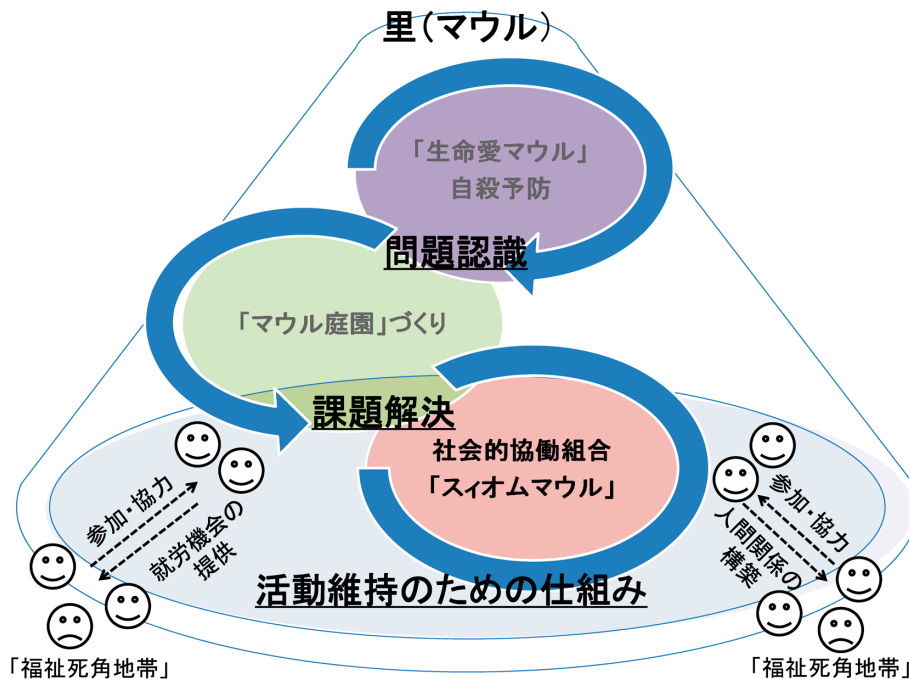 里(マウル)
「生命愛マウル」
自殺予防
問題認識
「マウル庭園」づくり
課題解決
社会的協働組合
「スィオムマウル」
参加・協力
就労機会の
提供
参加・協力
人間関係の
構築
活動維持のための仕組み
「福祉死角地帯」
「福祉死角地帯」